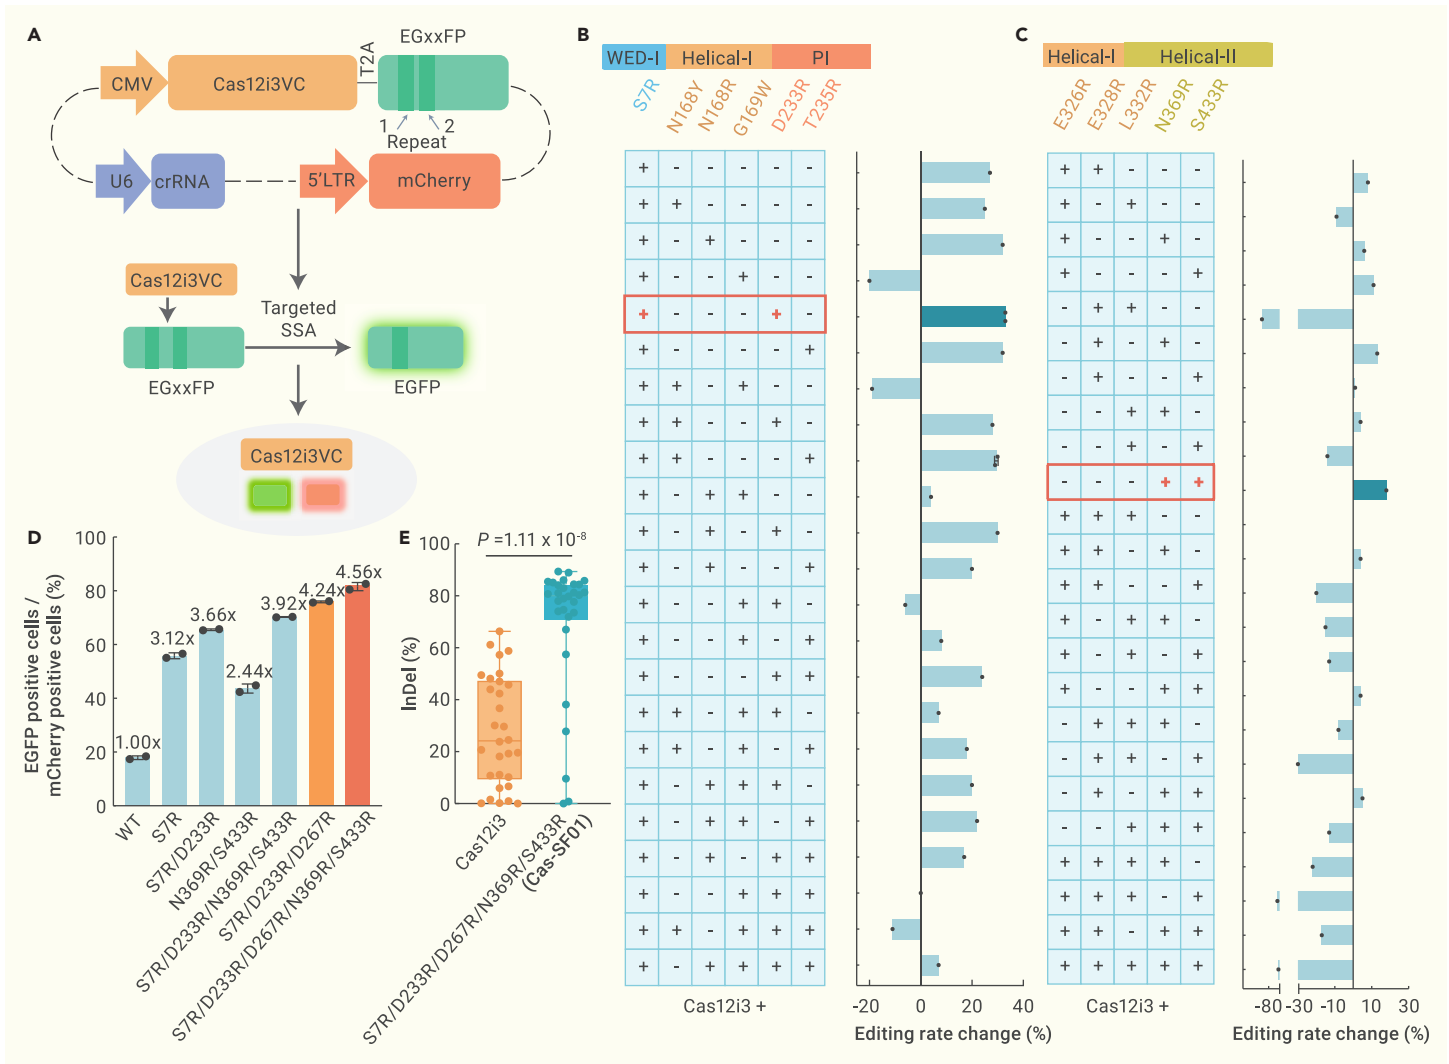 A
CMV
Cas12i3VC
T2A
EGxxFP
1
2
Repeat
U6
crRNA
5'LTR
mCherry
Cas12i3VC
Targeted
SSA
EGxxFP
EGFP
Cas12i3VC
B
WED-I
Helical-I
PI
S7R
N168Y
N168R
G169W
D233R
T235R
+ - - - - -
+ + - - - -
+ - + - - -
+ - - + - -
+ - - - + -
+ - - - - +
+ + - + - -
+ + - - + -
+ + - - - +
+ - + + - -
+ - + - + -
+ - + - - +
+ - - + + -
+ - - + - +
+ - - - + +
+ + - + + -
+ + - + - +
+ - + + + -
+ - + + - +
+ - + - + +
+ - - + + +
+ + - + + +
+ - + + + +
Cas12i3 +
-20 0 20 40
Editing rate change (%)
C
Helical-I
Helical-II
E326R
E328R
L332R
N369R
S433R
+ + - - -
+ - + - -
+ - - + -
+ - - - +
- + + - -
- + - + -
- + - - +
- - + + -
- - + - +
- - - + +
+ + + - -
+ + - + -
+ + - - +
+ - + + -
+ - + - +
+ - - + +
- + + + -
- + + - +
- + - + +
- - + + +
+ + + + -
+ + + - +
+ + - + +
+ + + + +
Cas12i3 +
-80 -30 0 30
Editing rate change (%)
D
EGFP positive cells /
mCherry positive cells (%)
100
80
60
40
20
0
1.00x
3.12x
3.66x
2.44x
3.92x
4.24x
4.56x
WT
S7R
S7R/D233R
N369R/S433R
S7R/D233R/N369R/S433R
S7R/D233R/D267R
S7R/D233R/D267R/N369R/S433R
E
P =1.11 x 10-8
InDel (%)
100
80
60
40
20
0
Cas12i3
S7R/D233R/D267R/N369R/S433R
(Cas-SF01)